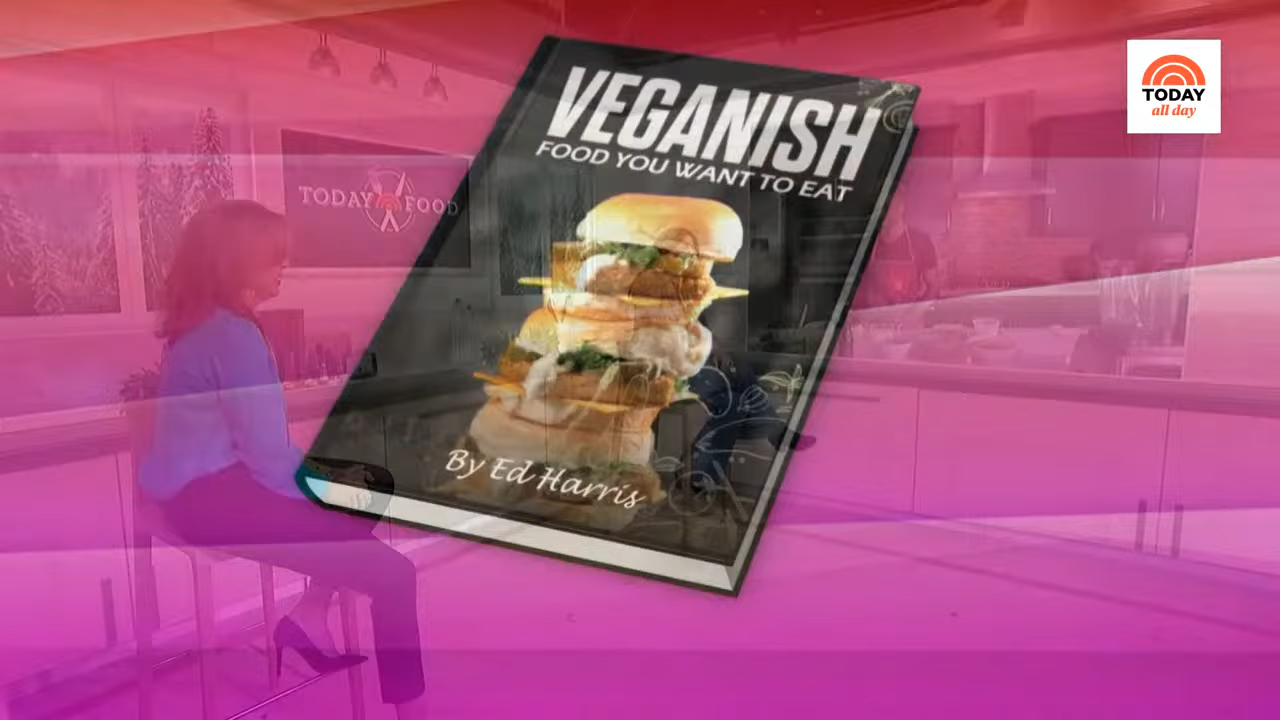 VEGANISH
FOOD YOU WANT TO EAT
By Ed Harris
TODAY FOOD
TODAY
all day